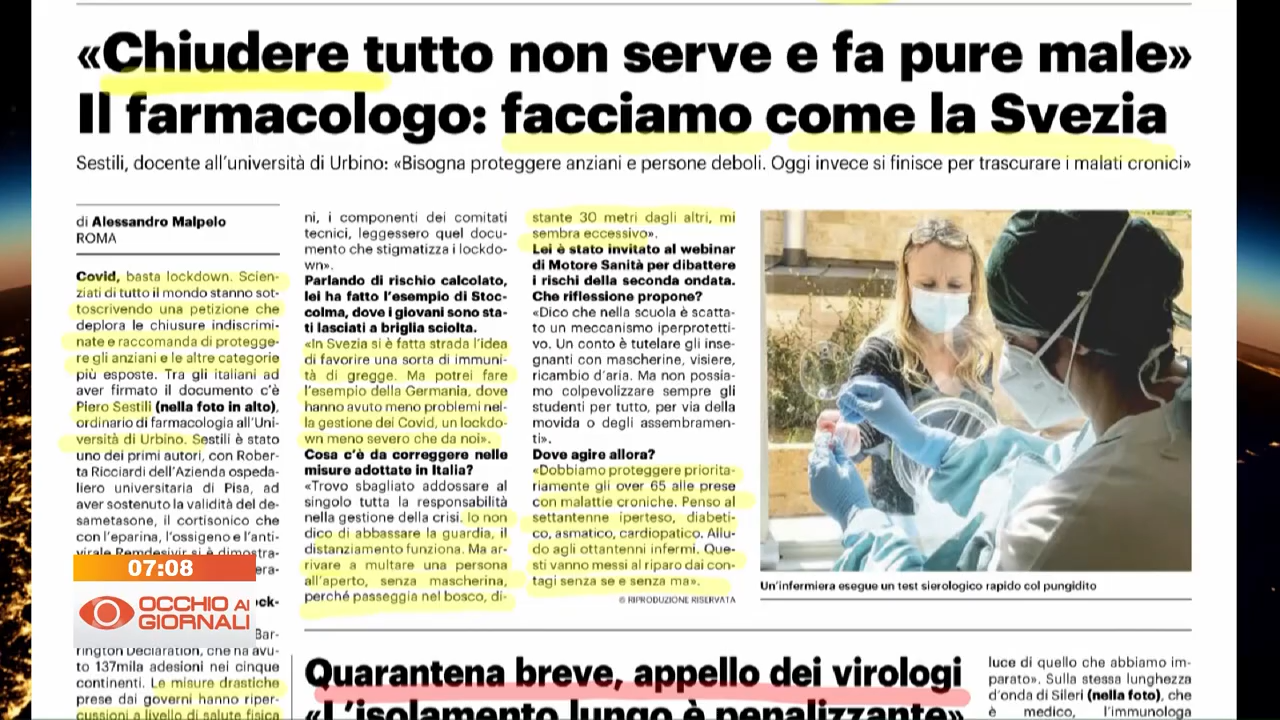 «Chiudere tutto non serve e fa pure male»
Il farmacologo: facciamo come la Svezia
Sestili, docente all'università di Urbino: «Bisogna proteggere anziani e persone deboli. Oggi invece si finisce per trascurare i malati cronici»
di Alessandro Malpelo
ROMA
Covid, basta lockdown. Scien-
ziati di tutto il mondo stanno sot-
toscrivendo una petizione che
deplora le chiusure indiscrimi-
nate e raccomanda di protegge-
re gli anziani e le altre categorie
più esposte. Tra gli italiani ad
aver firmato il documento c'è
Piero Sestili (nella foto in alto),
ordinario di farmacologia all'Uni-
versità di Urbino. Sestili è stato
uno dei primi autori, con Rober-
ta Ricciardi dell'Azienda ospeda-
liero universitaria di Pisa, ad
aver sostenuto la validità del de-
sametasone, il cortisonico che
con l'eparina, l'ossigeno e l'anti-
virale Remdesivir si è dimostra-
07:08
OCCHIO AI
GIORNALI
era-
ock-
Bar-
rington Declaration, che ha avu-
to 137mila adesioni nei cinque
continenti. Le misure drastiche
prese dai governi hanno riper-
cussioni a livello di salute fisica
ni, i componenti dei comitati
tecnici, leggessero quel docu-
mento che stigmatizza i lockdo-
wn».
Parlando di rischio calcolato,
lei ha fatto l'esempio di Stoc-
colma, dove i giovani sono sta-
ti lasciati a briglia sciolta.
«In Svezia si è fatta strada l'idea
di favorire una sorta di immuni-
tà di gregge. Ma potrei fare
l'esempio della Germania, dove
hanno avuto meno problemi nel-
la gestione dei Covid, un lockdo-
wn meno severo che da noi».
Cosa c'è da correggere nelle
misure adottate in Italia?
«Trovo sbagliato addossare al
singolo tutta la responsabilità
nella gestione della crisi. Io non
dico di abbassare la guardia, il
distanziamento funziona. Ma ar-
rivare a multare una persona
all'aperto, senza mascherina,
perché passeggia nel bosco, di-
stante 30 metri dagli altri, mi
sembra eccessivo».
Lei è stato invitato al webinar
di Motore Sanità per dibattere
i rischi della seconda ondata.
Che riflessione propone?
«Dico che nella scuola è scatta-
to un meccanismo iperprotetti-
vo. Un conto è tutelare gli inse-
gnanti con mascherine, visiere,
ricambio d'aria. Ma non possia-
mo colpevolizzare sempre gli
studenti per tutto, per via della
movida o degli assembramen-
ti».
Dove agire allora?
«Dobbiamo proteggere priorita-
riamente gli over 65 alle prese
con malattie croniche. Penso al
settantenne iperteso, diabeti-
co, asmatico, cardiopatico. Allu-
do agli ottantenni infermi. Que-
sti vanno messi al riparo dai con-
tagi senza se e senza ma».
© RIPRODUZIONE RISERVATA
Un'infermiera esegue un test sierologico rapido col pungidito
Quarantena breve, appello dei virologi
«L'isolamento lungo è penalizzante»
luce di quello che abbiamo im-
parato». Sulla stessa lunghezza
d'onda di Sileri (nella foto), che
è medico, l'immunologa